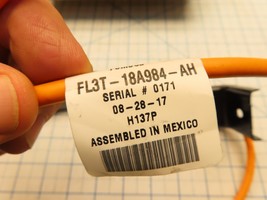 FL3T-18A984-AH
SERIAL # 0171
08-28-17
H137P
ASSEMBLED IN MEXICO